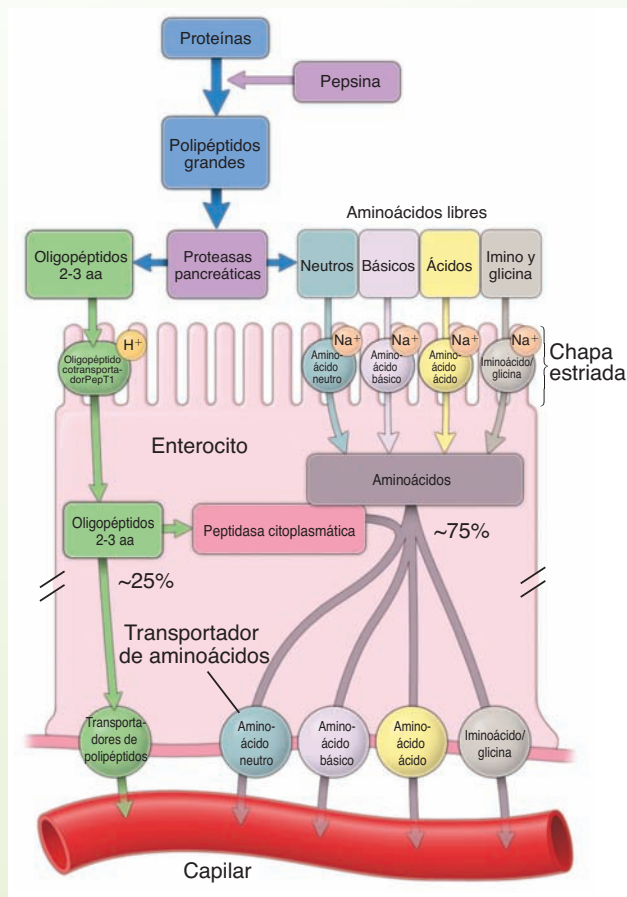 Proteínas
Pepsina
Polipéptidos
grandes
Aminoácidos libres
Oligopéptidos
2-3 aa
Proteasas
pancreáticas
Neutros
Básicos
Ácidos
Imino y
glicina
H+
Oligopéptido
cotransporta-
dorPepT1
Na+
Na+
Na+
Na+
Amino-
ácido
neutro
Amino-
ácido
básico
Amino-
ácido
ácido
Iminoácido/
glicina
Chapa
estriada
Enterocito
Aminoácidos
Oligopéptidos
2-3 aa
Peptidasa citoplasmática
~75%
~25%
Transportador
de aminoácidos
Transporta-
dores de
polipéptidos
Amino-
ácido
neutro
Amino-
ácido
básico
Amino-
ácido
ácido
Iminoácido/
glicina
Capilar